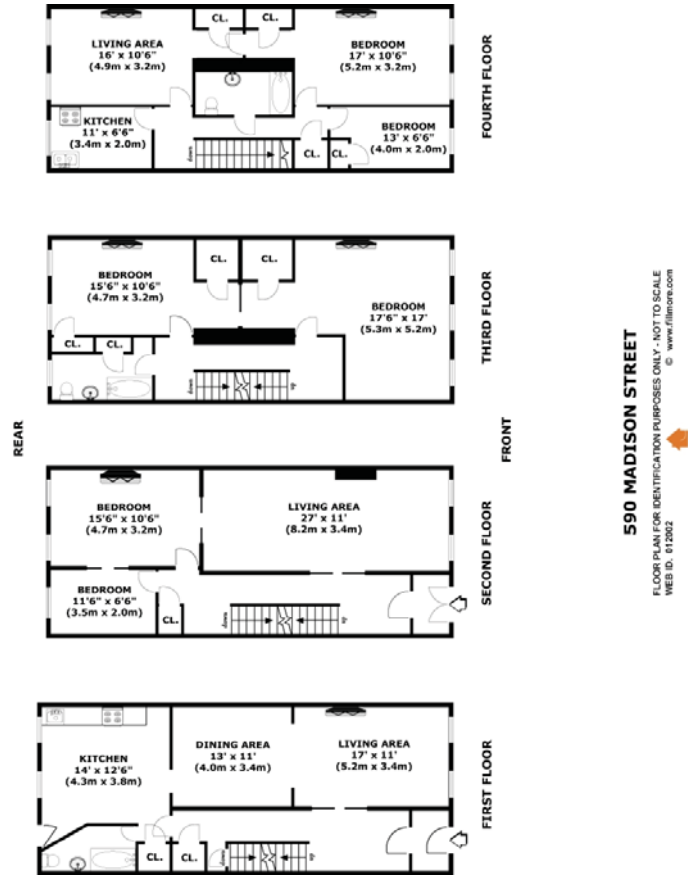 CL.
CL.
LIVING AREA
16' x 10'6"
(4.9m x 3.2m)
BEDROOM
17' x 10'6"
(5.2m x 3.2m)
KITCHEN
11' x 6'6"
(3.4m x 2.0m)
BEDROOM
13' x 6'6"
(4.0m x 2.0m)
down
CL.
CL.
FOURTH FLOOR
BEDROOM
15'6" x 10'6"
(4.7m x 3.2m)
CL.
CL.
BEDROOM
17'6" x 17'
(5.3m x 5.2m)
CL.
CL.
down
up
THIRD FLOOR
REAR
FRONT
BEDROOM
15'6" x 10'6"
(4.7m x 3.2m)
LIVING AREA
27' x 11'
(8.2m x 3.4m)
BEDROOM
11'6" x 6'6"
(3.5m x 2.0m)
CL.
down
up
SECOND FLOOR
KITCHEN
14' x 12'6"
(4.3m x 3.8m)
DINING AREA
13' x 11'
(4.0m x 3.4m)
LIVING AREA
17' x 11'
(5.2m x 3.4m)
CL.
CL.
down
up
FIRST FLOOR
590 MADISON STREET
FLOOR PLAN FOR IDENTIFICATION PURPOSES ONLY - NOT TO SCALE
WEB ID. 012002 © www.fillmore.com